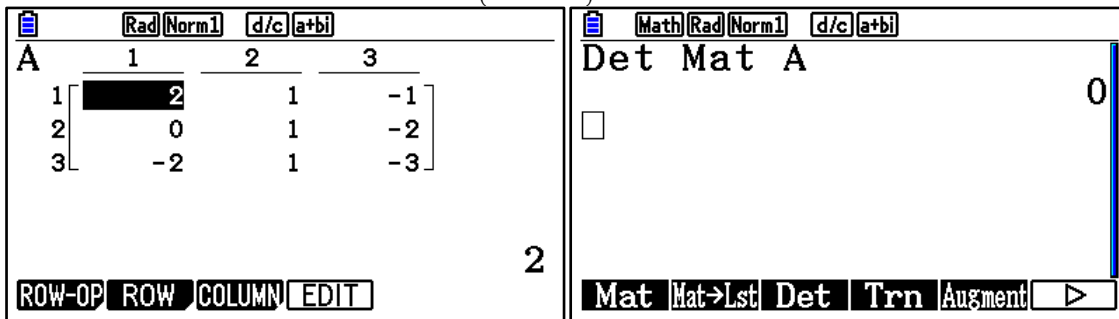 Rad Norm1 d/c a+bi
A 1 2 3
1 2 1 -1
2 0 1 -2
3 -2 1 -3
2
ROW-OP ROW COLUMN EDIT
Math Rad Norm1 d/c a+bi
Det Mat A
0
Mat Mat→Lst Det Trn Augment ▷